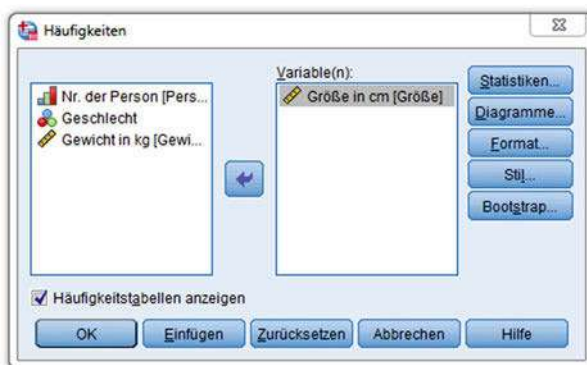 Häufigkeiten
Variable(n):
Nr. der Person [Pers...
Geschlecht
Gewicht in kg [Gewi...
Größe in cm [Größe]
Statistiken...
Diagramme...
Format...
Stil...
Bootstrap...
Häufigkeitstabellen anzeigen
OK Einfügen Zurücksetzen Abbrechen Hilfe